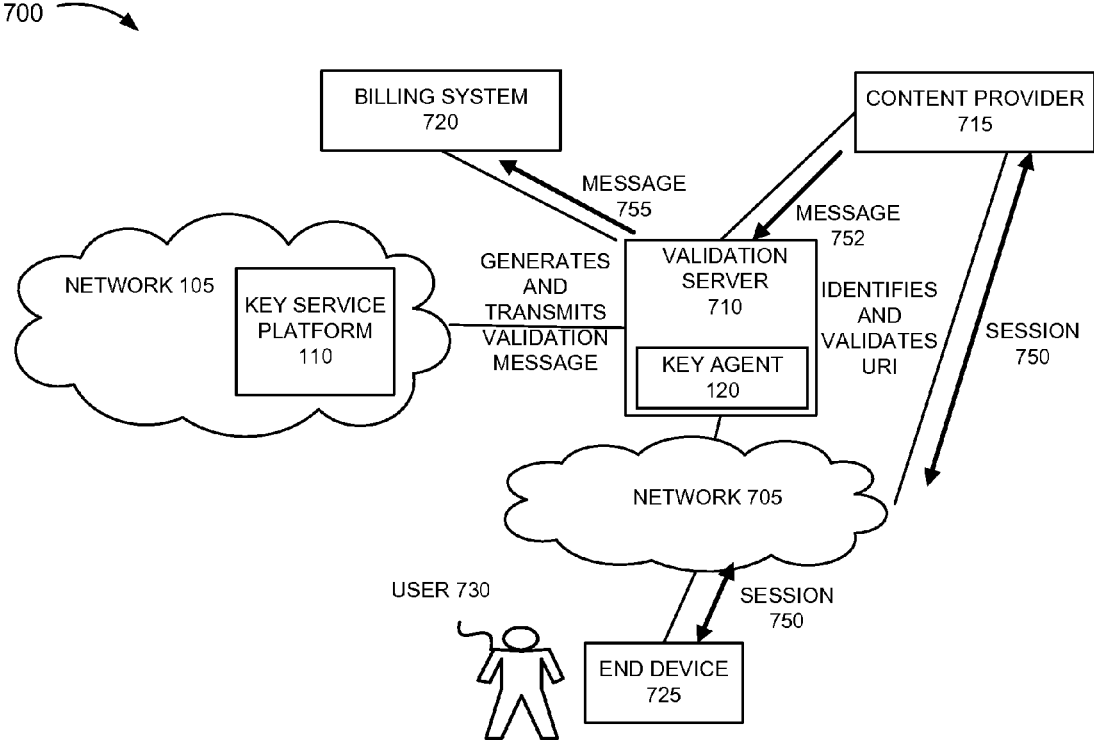 700
BILLING SYSTEM
720
CONTENT PROVIDER
715
MESSAGE
755
MESSAGE
752
NETWORK 105
KEY SERVICE
PLATFORM
110
GENERATES
AND
TRANSMITS
VALIDATION
MESSAGE
VALIDATION
SERVER
710
KEY AGENT
120
IDENTIFIES
AND
VALIDATES
URI
SESSION
750
NETWORK 705
USER 730
SESSION
750
END DEVICE
725